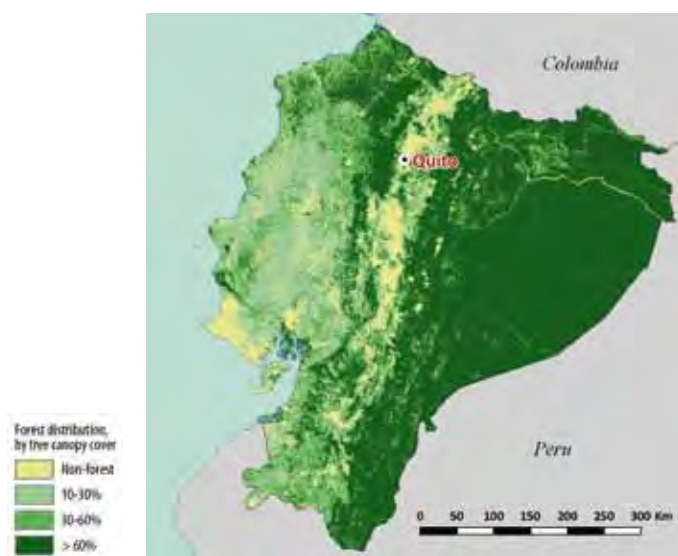 Colombia
Quito
Peru
0 50 100 150 200 250 300 Km
Forest distribution,
by tree canopy cover
Non-forest
10-30%
30-60%
> 60%